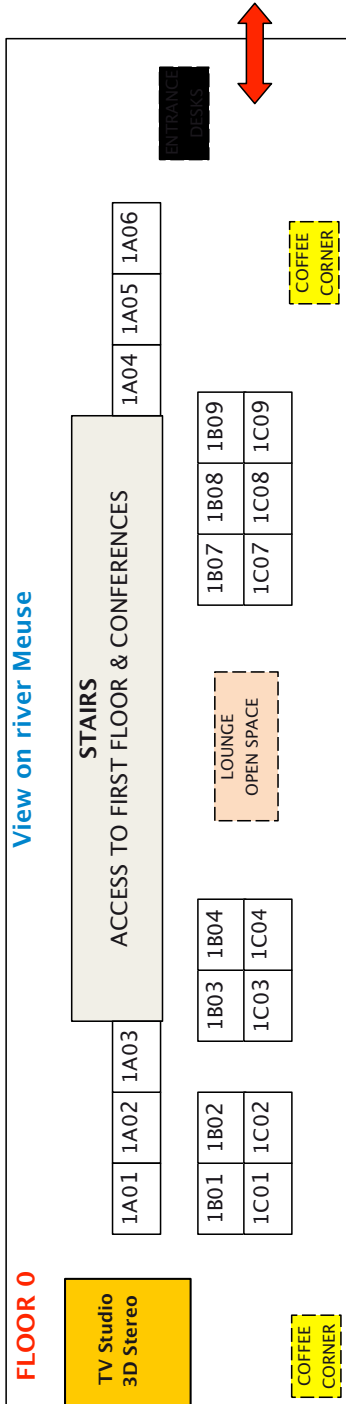 FLOOR 0
View on river Meuse
TV Studio
3D Stereo
STAIRS
ACCESS TO FIRST FLOOR & CONFERENCES
1A01 1A02 1A03
1A04 1A05 1A06
ENTRANCE
DESKS
1B01 1B02
1C01 1C02
1B03 1B04
1C03 1C04
LOUNGE
OPEN SPACE
1B07 1B08 1B09
1C07 1C08 1C09
COFFEE
CORNER
COFFEE
CORNER